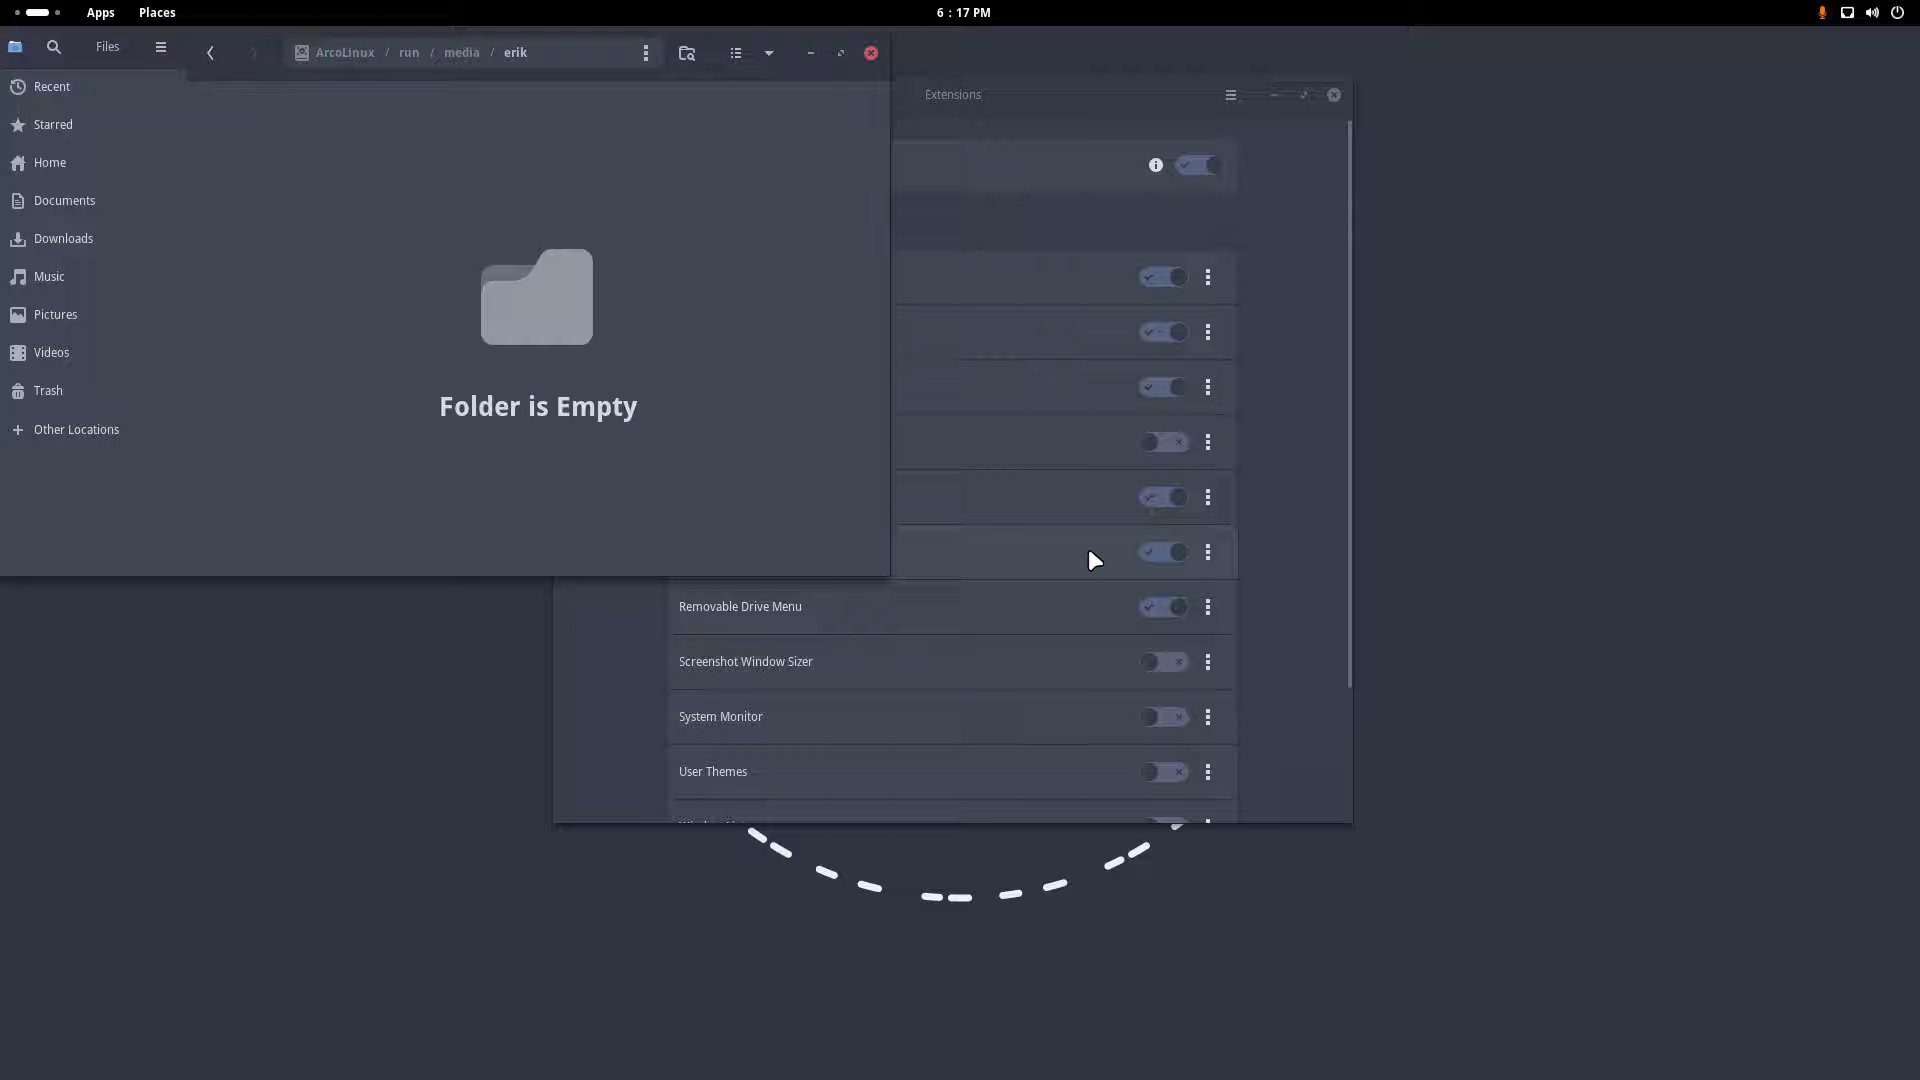 Apps Places 6 : 17 PM
Files
ArcoLinux / run / media / erik
Extensions
Recent
Starred
Home
Documents
Downloads
Music
Pictures
Videos
Trash
Other Locations
Folder is Empty
Removable Drive Menu
Screenshot Window Sizer
System Monitor
User Themes